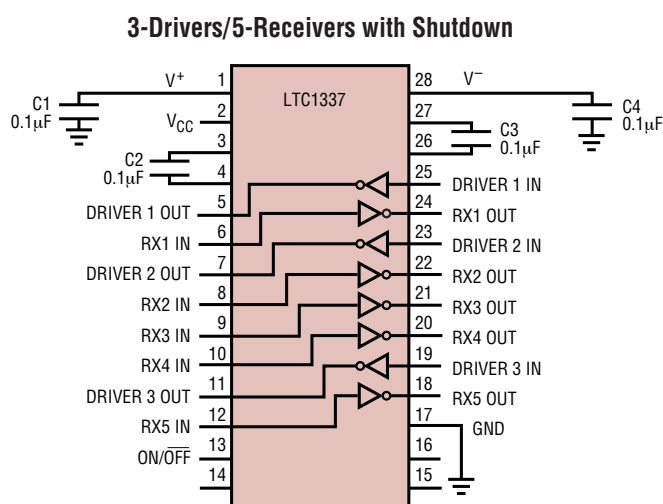 3-Drivers/5-Receivers with Shutdown
LTC1337
V+
1
C1
0.1μF
2
VCC
3
C2
0.1μF
4
DRIVER 1 OUT
5
RX1 IN
6
DRIVER 2 OUT
7
RX2 IN
8
RX3 IN
9
RX4 IN
10
DRIVER 3 OUT
11
RX5 IN
12
ON/OFF
13
14
28
V−
C4
0.1μF
27
C3
0.1μF
26
25
DRIVER 1 IN
24
RX1 OUT
23
DRIVER 2 IN
22
RX2 OUT
21
RX3 OUT
20
RX4 OUT
19
DRIVER 3 IN
18
RX5 OUT
17
GND
16
15